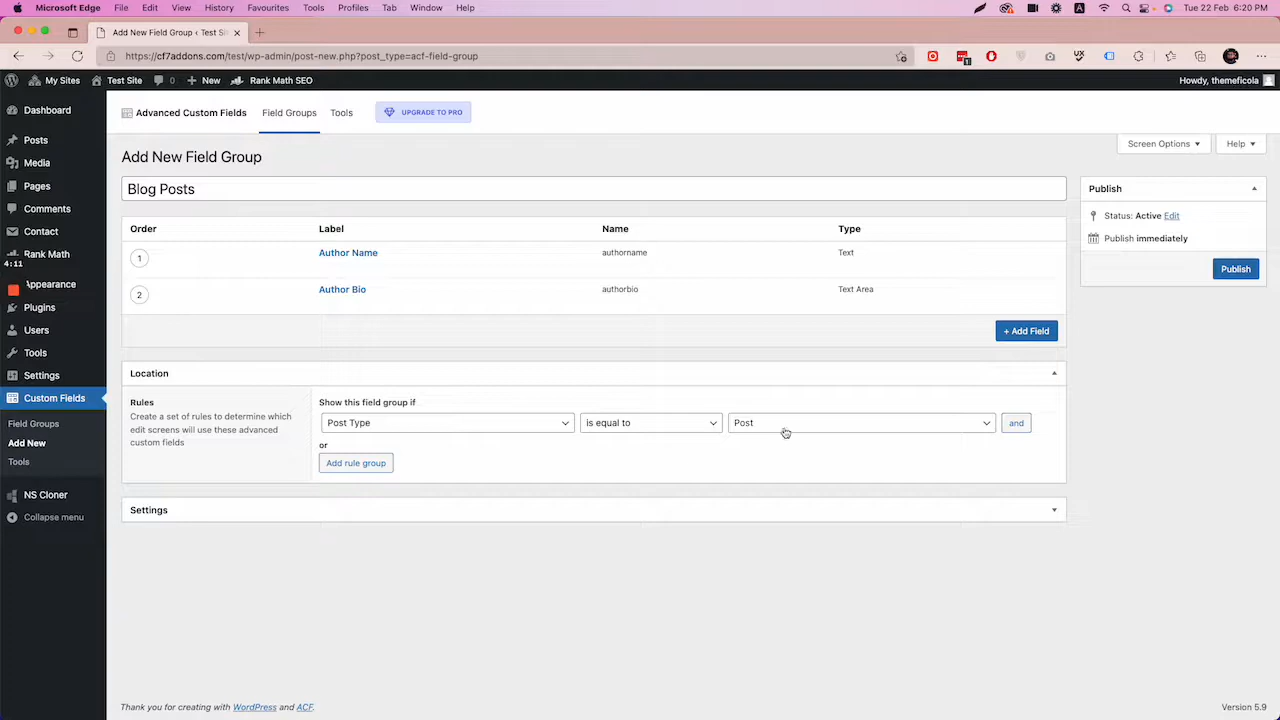 Microsoft Edge File Edit View History Favourites Tools Profiles Tab Window Help A Tue 22 Feb 6:20 PM
Add New Field Group ‹ Test Si
https://cf7addons.com/test/wp-admin/post-new.php?post_type=acf-field-group
1
My Sites Test Site 0 New Rank Math SEO Howdy, themeficola
Dashboard
Posts
Media
Pages
Comments
Contact
Rank Math
4:11
Appearance
Plugins
Users
Tools
Settings
Custom Fields
Field Groups
Add New
Tools
NS Cloner
Collapse menu
Advanced Custom Fields Field Groups Tools UPGRADE TO PRO
Screen Options Help
Add New Field Group
Blog Posts
Order Label Name Type
1 Author Name authorname Text
2 Author Bio authorbio Text Area
+ Add Field
Location
Rules
Create a set of rules to determine which
edit screens will use these advanced
custom fields
Show this field group if
Post Type is equal to Post and
or
Add rule group
Settings
Publish
Status: Active Edit
Publish immediately
Publish
Thank you for creating with WordPress and ACF.
Version 5.9